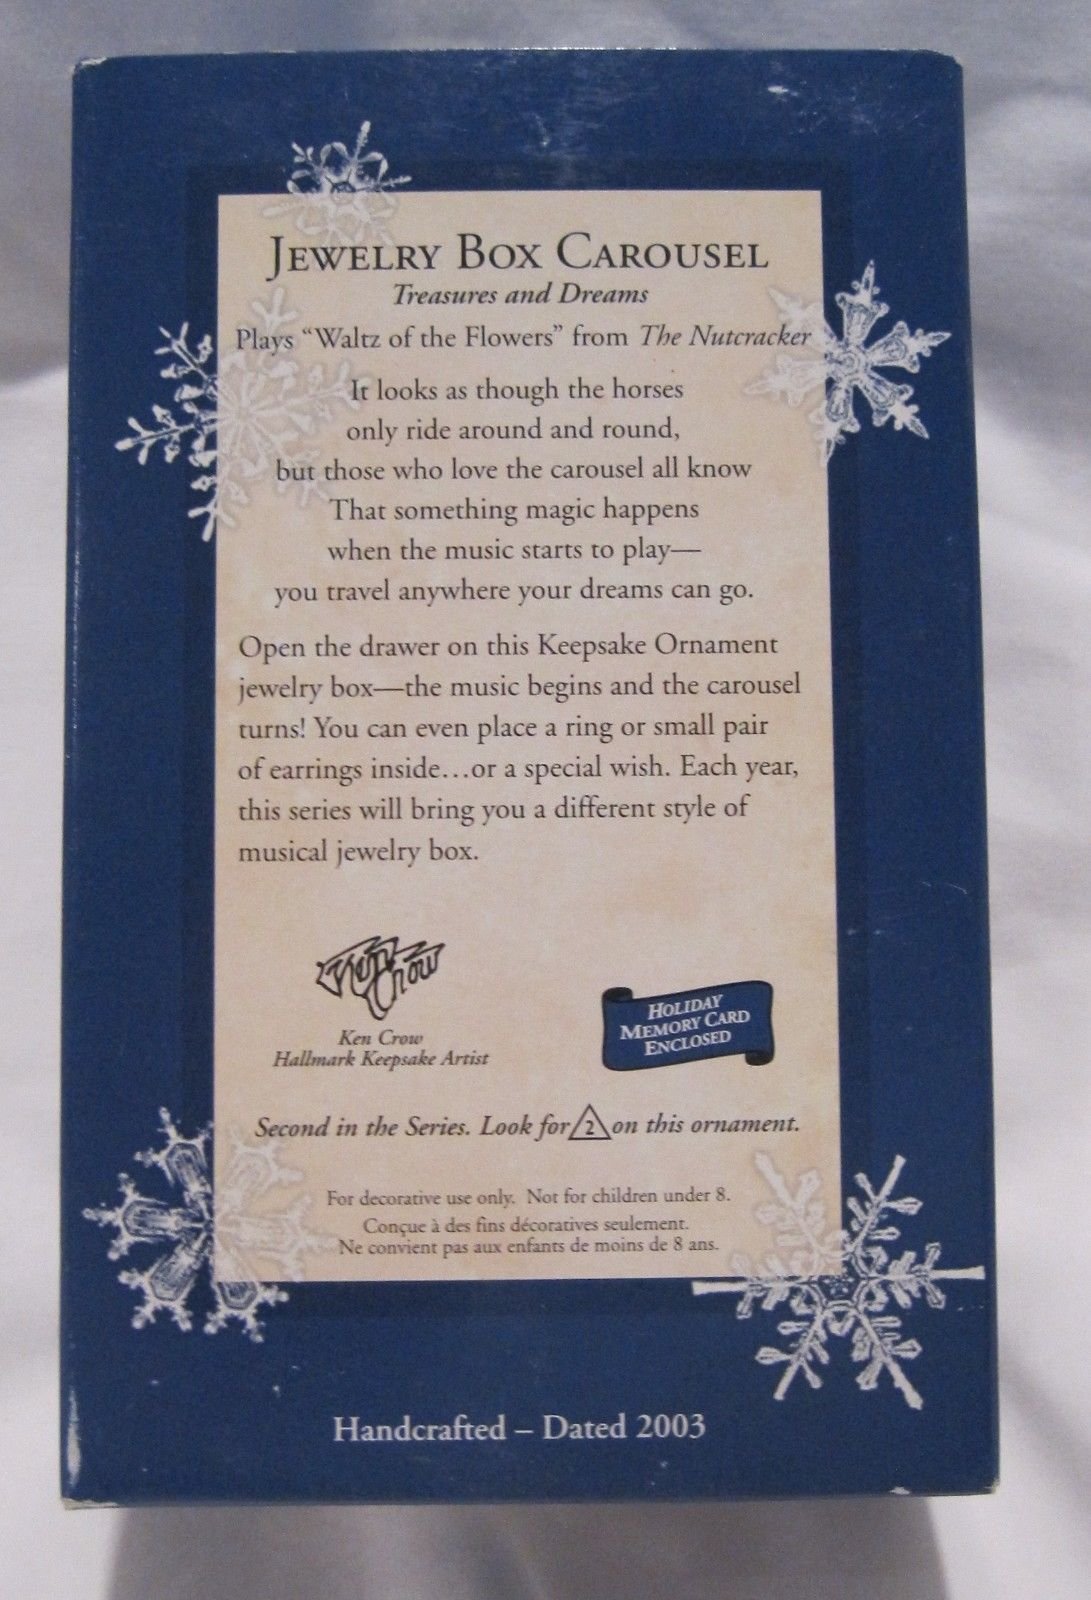 JEWELRY BOX CAROUSEL
Treasures and Dreams
Plays “Waltz of the Flowers” from The Nutcracker
It looks as though the horses
only ride around and round,
but those who love the carousel all know
That something magic happens
when the music starts to play—
you travel anywhere your dreams can go.
Open the drawer on this Keepsake Ornament
jewelry box—the music begins and the carousel
turns! You can even place a ring or small pair
of earrings inside…or a special wish. Each year,
this series will bring you a different style of
musical jewelry box.
Ken Crow
Ken Crow
Hallmark Keepsake Artist
HOLIDAY
MEMORY CARD
ENCLOSED
Second in the Series. Look for 2 on this ornament.
For decorative use only. Not for children under 8.
Conçue à des fins décoratives seulement.
Ne convient pas aux enfants de moins de 8 ans.
Handcrafted – Dated 2003